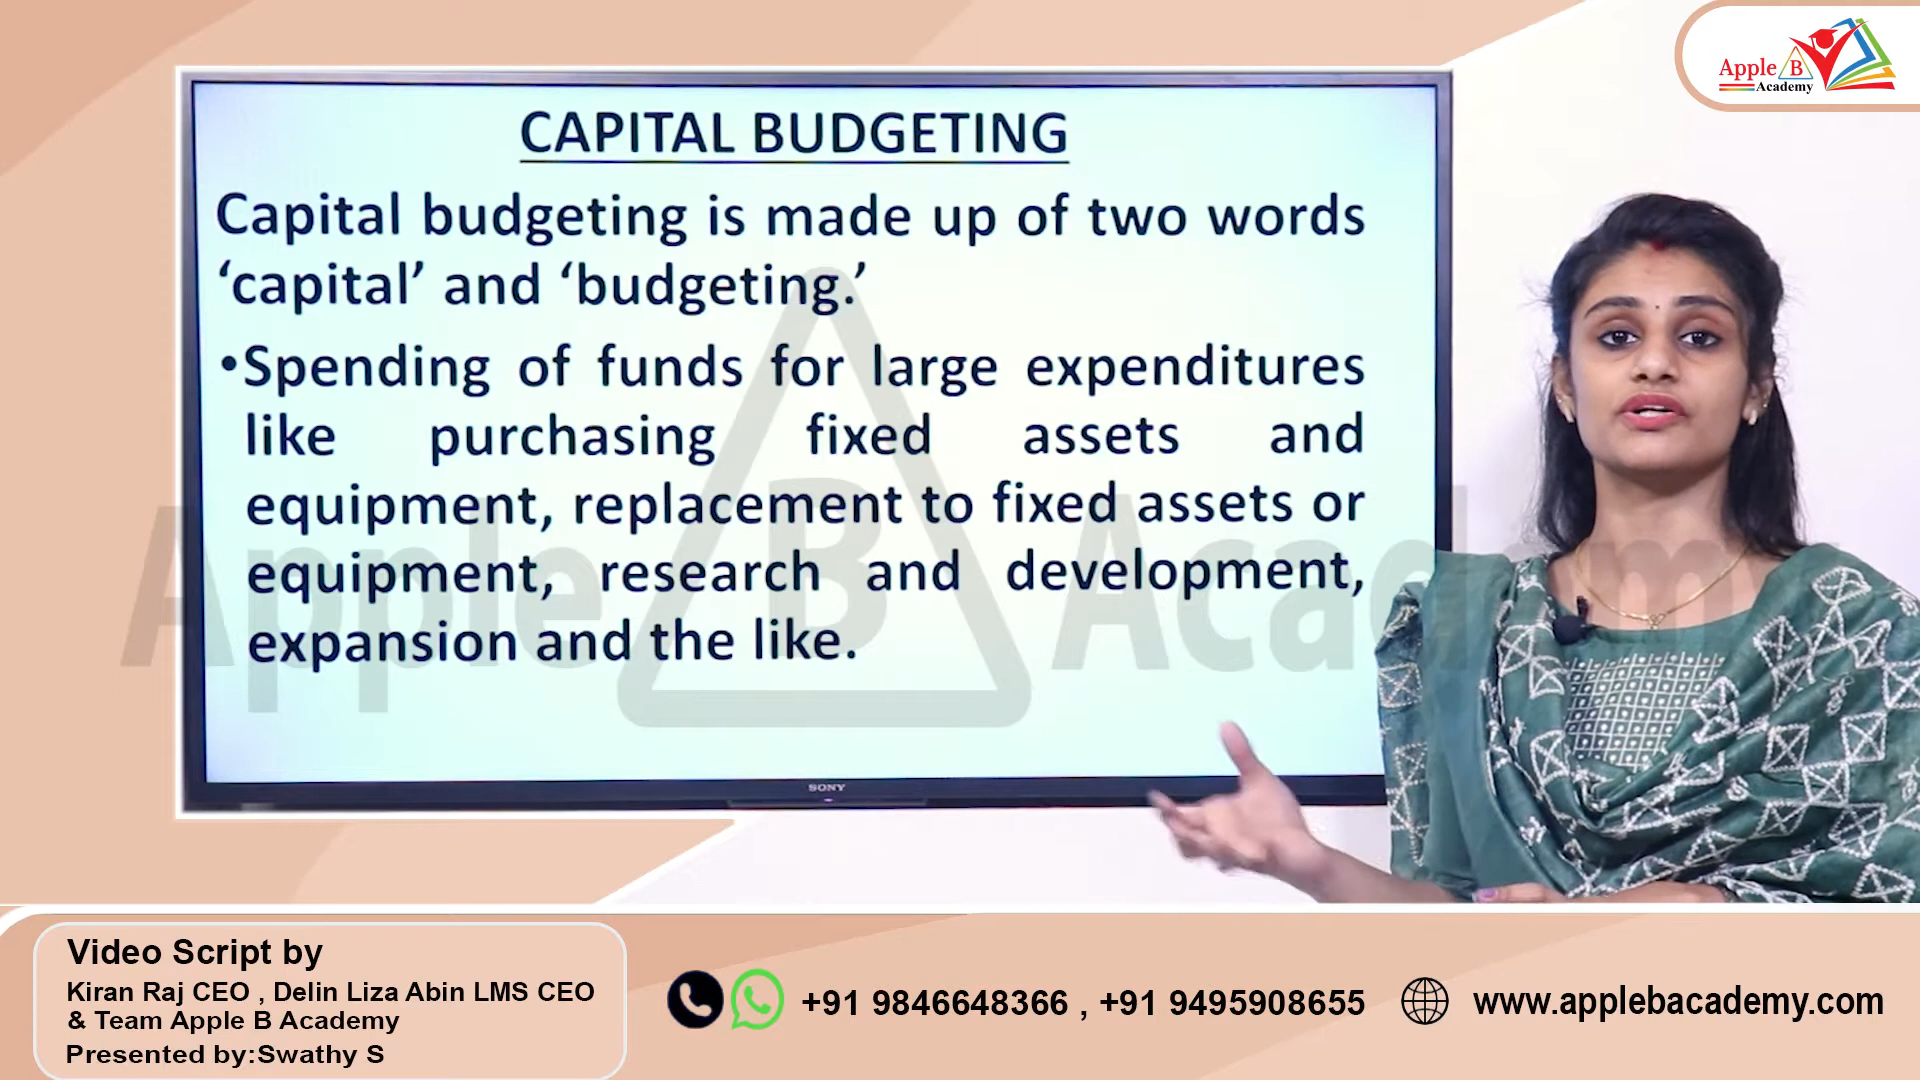 Apple B
Academy
CAPITAL BUDGETING
Capital budgeting is made up of two words
‘capital’ and ‘budgeting.’
•Spending of funds for large expenditures
like purchasing fixed assets and
equipment, replacement to fixed assets or
equipment, research and development,
expansion and the like.
Apple B Academy
SONY
Video Script by
Kiran Raj CEO , Delin Liza Abin LMS CEO
& Team Apple B Academy
Presented by:Swathy S
+91 9846648366 , +91 9495908655
www.applebacademy.com